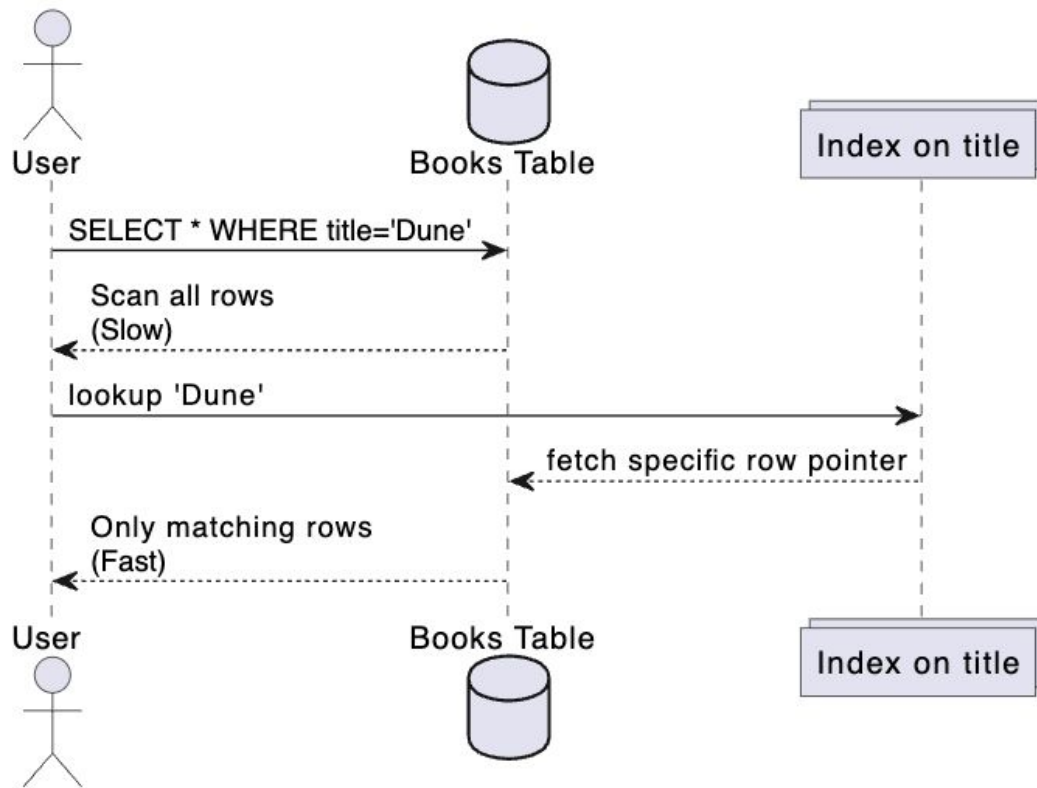 User
Books Table
Index on title
SELECT * WHERE title='Dune'
Scan all rows
(Slow)
lookup 'Dune'
fetch specific row pointer
Only matching rows
(Fast)
User
Books Table
Index on title